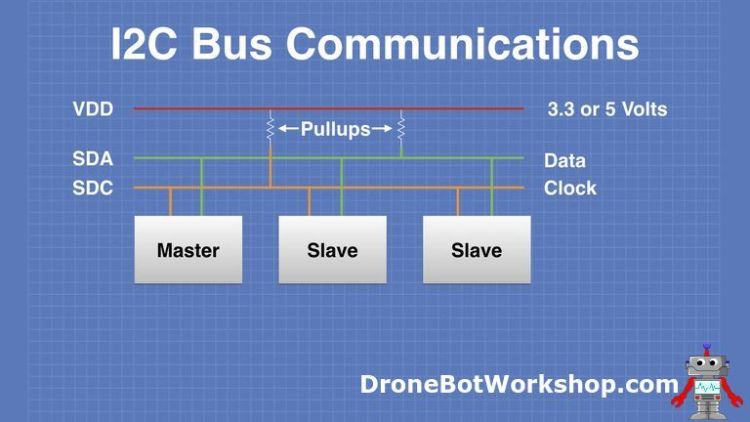 I2C Bus Communications
VDD
3.3 or 5 Volts
Pullups
SDA
Data
SDC
Clock
Master
Slave
Slave
DroneBotWorkshop.com